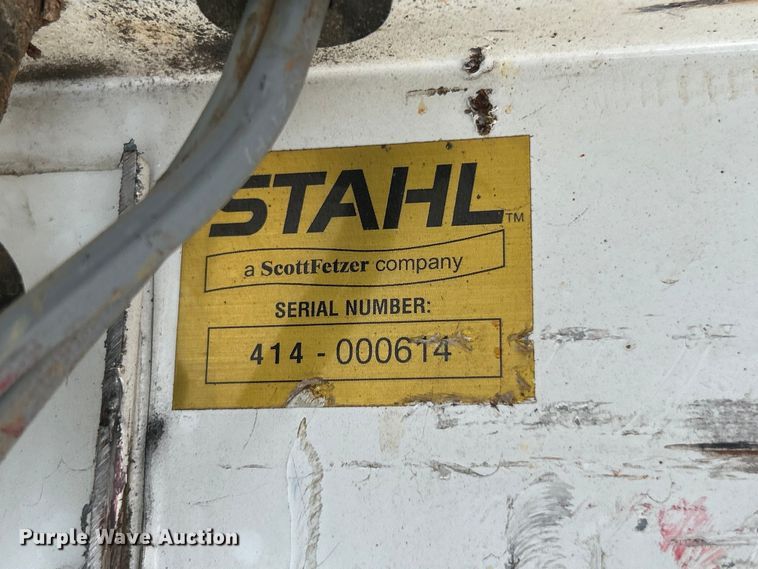 STAHL™
a ScottFetzer company
SERIAL NUMBER:
414 - 000614
Purple Wave Auction